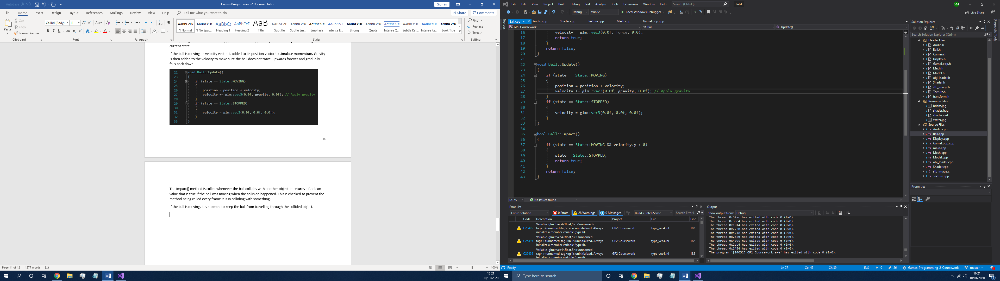 AutoSave Off
Games Programming 2 Documentation
Sign in
File Home Insert Design Layout References Mailings Review View Help Tell me what you want to do
Share Comments
Paste
Cut
Copy
Format Painter
Calibri (Body) 11
¶ Normal
¶ No Spac...
Heading 1
Heading 2
Title
Subtitle
Subtle Em...
Emphasis
Intense E...
Strong
Quote
Intense Q...
Subtle Ref...
Intense Re...
Book Title
Find
Replace
Select
Clipboard Font Paragraph Styles Editing
current state.
If the ball is moving its velocity vector is added to its position vector to simulate momentum. Gravity
is then added to the velocity to make sure the ball does not travel upwards forever and gradually
falls back down.
22 void Ball::Update()
23 {
24 if (state == State::MOVING)
25 {
26 position = position + velocity;
27 velocity += glm::vec3(0.0f, gravity, 0.0f); // Apply gravity
28 }
29 if (state == State::STOPPED)
30 {
31 velocity = glm::vec3(0.0f, 0.0f, 0.0f);
32 }
33 }
10
The Impact() method is called whenever the ball collides with another object. It returns a Boolean
value that is true if the ball was moving when the collision happened. This is checked to prevent the
method being called every frame it is in colliding with something.
If the ball is moving, it is stopped to keep the ball from travelling through the collided object.
Page 11 of 12 1277 words
100%
16:21
10/01/2020
File Edit View Project Build Debug Test Analyze Tools Extensions Window Help Search (Ctrl+Q) Lab1
SM
Debug Win32 Local Windows Debugger
Live Share
Toolbox
Ball.cpp Audio.cpp Shader.cpp Texture.cpp Mesh.cpp GameLoop.cpp
GP2 Coursework Ball Update()
16 velocity = glm::vec3(0.0f, force, 0.0);
17 return true;
18 }
19 return false;
20 }
21
22 void Ball::Update()
23 {
24 if (state == State::MOVING)
25 {
26 position = position + velocity;
27 velocity += glm::vec3(0.0f, gravity, 0.0f); // Apply gravity
28 }
29 if (state == State::STOPPED)
30 {
31 velocity = glm::vec3(0.0f, 0.0f, 0.0f);
32 }
33 }
34
35 bool Ball::Impact()
36 {
37 if (state == State::MOVING && velocity.y < 0)
38 {
39 state = State::STOPPED;
40 return true;
41 }
42 return false;
43 }
121 % No issues found
Error List
Entire Solution 0 Errors 28 Warnings 0 Messages Build + IntelliSense Search Error L
Code Description Project File Line
C26495 Variable 'glm::tvec4<float,5>::<unnamed-
tag>::<unnamed-tag>::a' is uninitialized. Always
initialize a member variable (type.6). GP2 Coursework type_vec4.inl 182
C26495 Variable 'glm::tvec4<float,5>::<unnamed-
tag>::<unnamed-tag>::b' is uninitialized. Always
initialize a member variable (type.6). GP2 Coursework type_vec4.inl 182
C26495 Variable 'glm::tvec4<float,5>::<unnamed-
tag>::<unnamed-tag>::g' is uninitialized. Always
initialize a member variable (type.6). GP2 Coursework type_vec4.inl 182
Output
Show output from: Debug
The thread 0x32ac has exited with code 0 (0x0).
The thread 0x3b64 has exited with code 0 (0x0).
The thread 0x1014 has exited with code 0 (0x0).
The thread 0x2730 has exited with code 0 (0x0).
The thread 0x4748 has exited with code 0 (0x0).
The thread 0x2a20 has exited with code 0 (0x0).
The thread 0x4b9c has exited with code 0 (0x0).
The thread 0x2cb4 has exited with code 0 (0x0).
The thread 0x1454 has exited with code 0 (0x0).
The program '[14032] GP2 Coursework.exe' has exited with code 0 (0x0).
Solution Explorer
Search Solution Explorer (Ctrl+;)
Header Files
Audio.h
Ball.h
Camera.h
Display.h
GameLoop.h
Mesh.h
Model.h
obj_loader.h
Shader.h
stb_image.h
Texture.h
transform.h
Resource Files
bricks.jpg
shader.frag
shader.vert
Water.jpg
Source Files
Audio.cpp
Ball.cpp
Display.cpp
GameLoop.cpp
main.cpp
Mesh.cpp
Model.cpp
obj_loader.cpp
Shader.cpp
stb_image.c
Texture.cpp
Properties
Diagnostic Tools
Ready Ln 27 Col 45 Ch 39 INS 0 26 Games-Programming-2-Coursework master
Type here to search
16:21
10/01/2020